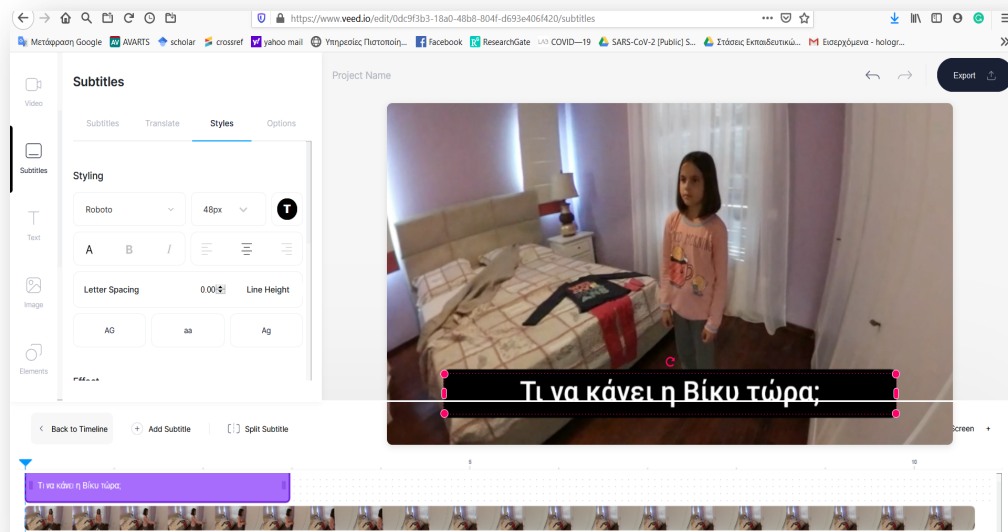 https://www.veed.io/edit/0dc9f3b3-18a0-48b8-804f-d693e406f420/subtitles
Μετάφραση Google AVARTS scholar crossref yahoo mail Υπηρεσίες Πιστοποίη... Facebook ResearchGate COVID—19 SARS-CoV-2 [Public] S... Στάσεις Εκπαιδευτικώ... Εισερχόμενα - hologr...
Video
Subtitles
Text
Image
Elements
Subtitles
Subtitles Translate Styles Options
Styling
Roboto 48px T
A B I
Letter Spacing 0.00 Line Height
AG aa Ag
Effect
Project Name
Export
Τι να κάνει η Βίκυ τώρα;
Back to Timeline + Add Subtitle Split Subtitle Screen +
10
Τι να κάνει η Βίκυ τώρα;